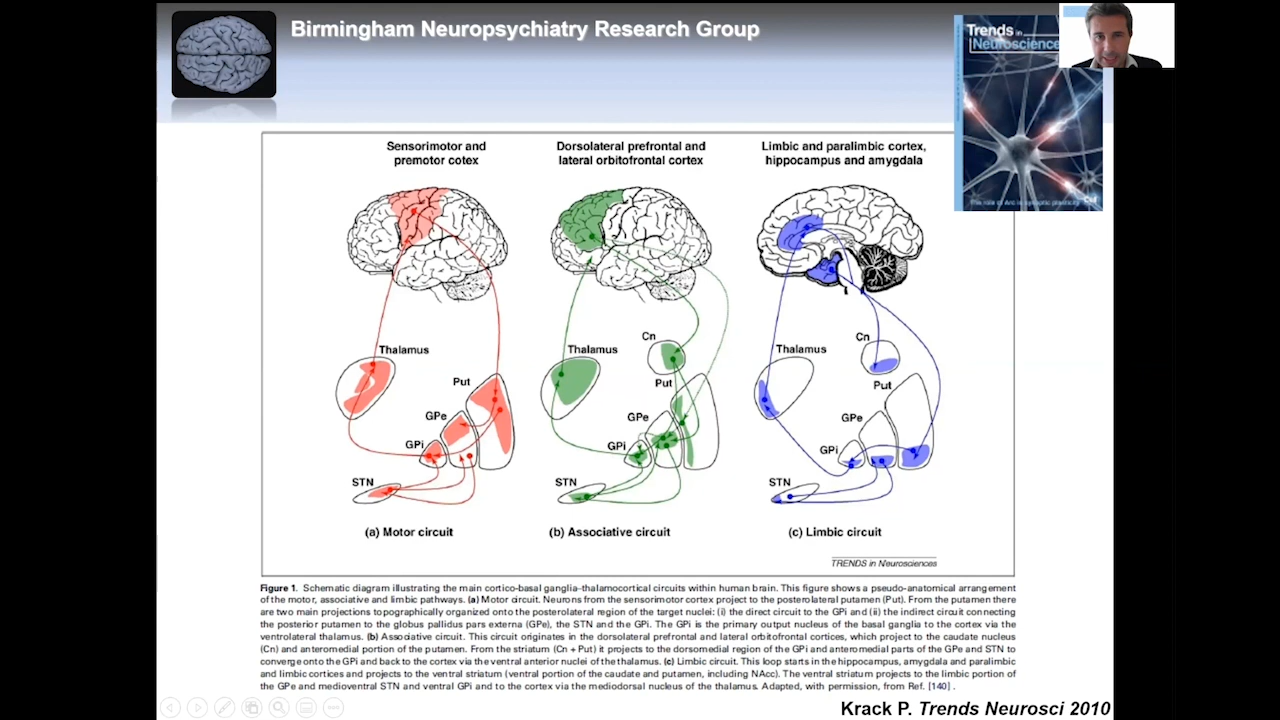 Birmingham Neuropsychiatry Research Group
Trends in
Neuroscience
Sensorimotor and
premotor cotex
Dorsolateral prefrontal and
lateral orbitofrontal cortex
Limbic and paralimbic cortex,
hippocampus and amygdala
The role of Arc in synaptic plasticity
Thalamus
Put
GPe
GPi
STN
(a) Motor circuit
Cn
Thalamus
Put
GPe
GPi
STN
(b) Associative circuit
Cn
Thalamus
Put
GPe
GPi
STN
(c) Limbic circuit
TRENDS in Neurosciences
Figure 1. Schematic diagram illustrating the main cortico-basal ganglia–thalamocortical circuits within human brain. This figure shows a pseudo-anatomical arrangement
of the motor, associative and limbic pathways. (a) Motor circuit. Neurons from the sensorimotor cortex project to the posterolateral putamen (Put). From the putamen there
are two main projections topographically organized onto the posterolateral region of the target nuclei: (i) the direct circuit to the GPi and (ii) the indirect circuit connecting
the posterior putamen to the globus pallidus pars externa (GPe), the STN and the GPi. The GPi is the primary output nucleus of the basal ganglia to the cortex via the
ventrolateral thalamus. (b) Associative circuit. This circuit originates in the dorsolateral prefrontal and lateral orbitofrontal cortices, which project to the caudate nucleus
(Cn) and anteromedial portion of the putamen. From the striatum (Cn + Put) it projects to the dorsomedial region of the GPi and anteromedial parts of the GPe and STN to
converge onto the GPi and back to the cortex via the ventral anterior nuclei of the thalamus. (c) Limbic circuit. This loop starts in the hippocampus, amygdala and paralimbic
and limbic cortices and projects to the ventral striatum (ventral portion of the caudate and putamen, including NAcc). The ventral striatum projects to the limbic portion of
the GPe and medioventral STN and ventral GPi and to the cortex via the mediodorsal nucleus of the thalamus. Adapted, with permission, from Ref. [140] .
Krack P. Trends Neurosci 2010